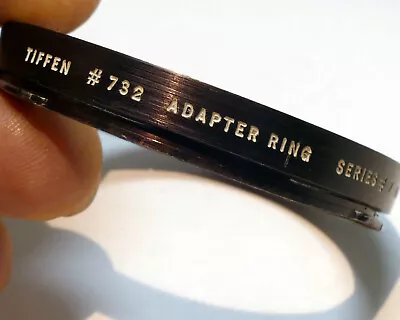 TIFFEN #732 ADAPTER RING SERIES